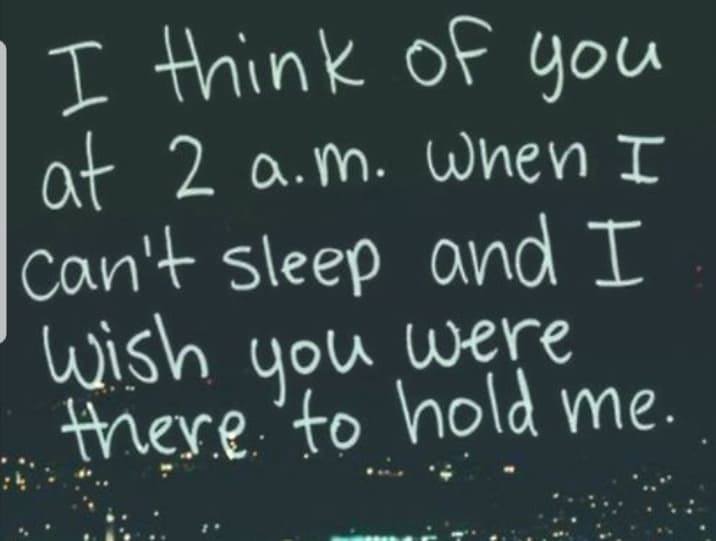 I think of you
at 2 a.m. when I
can't sleep and I
wish you were
there to hold me.